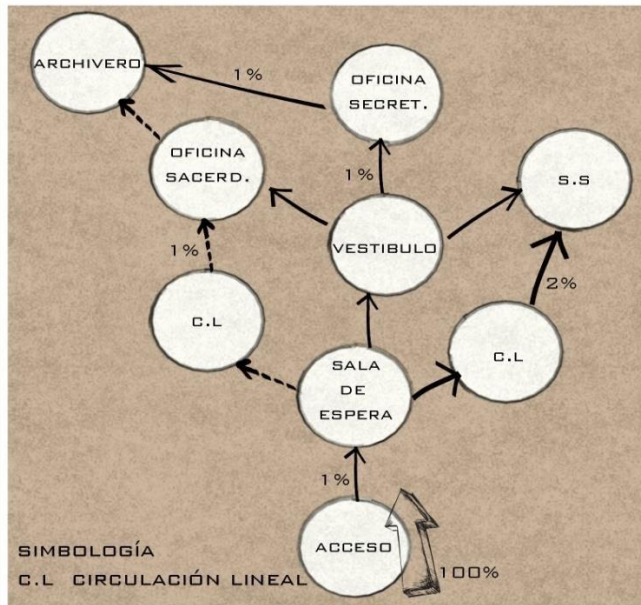 ARCHIVERO
1%
OFICINA
SECRET.
OFICINA
SACERD.
1%
S.S
VESTIBULO
1%
C.L
2%
C.L
SALA
DE
ESPERA
1%
ACCESO
100%
SIMBOLOGÍA
C.L CIRCULACIÓN LINEAL